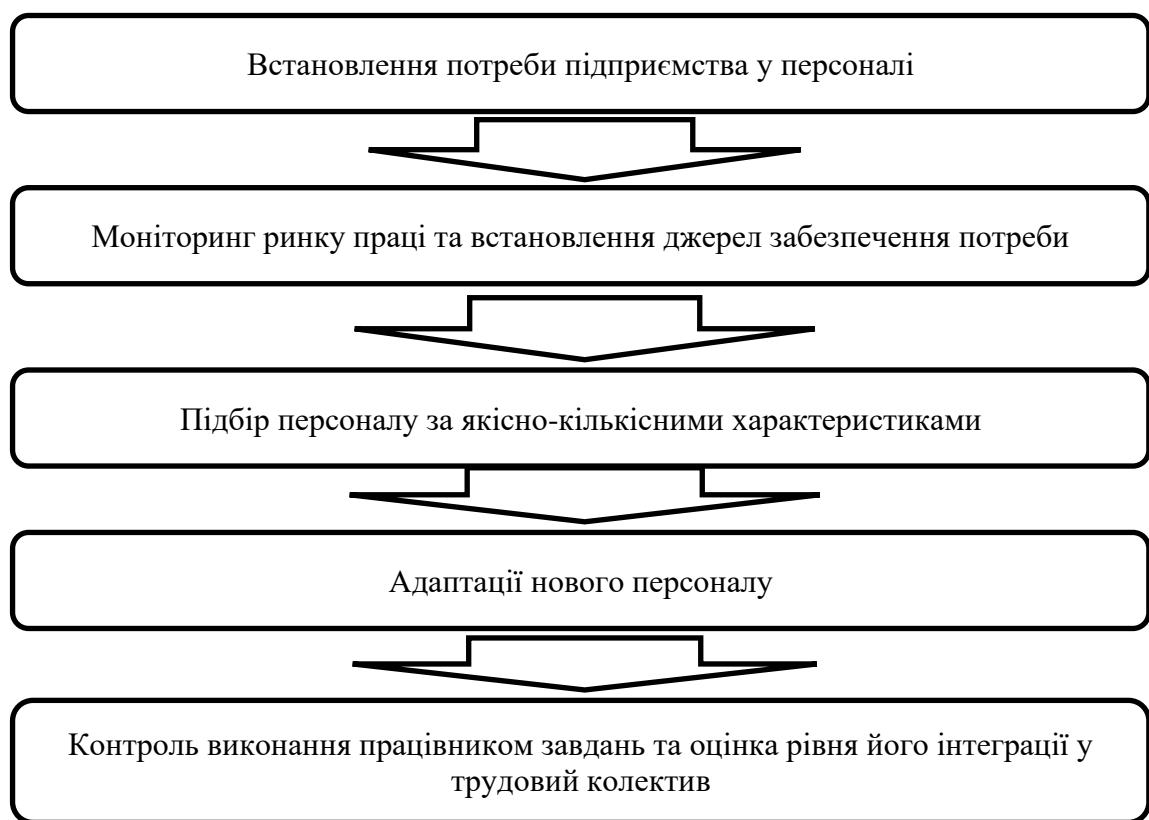 Встановлення потреби підприємства у персоналі
Моніторинг ринку праці та встановлення джерел забезпечення потреби
Підбір персоналу за якісно-кількісними характеристиками
Адаптації нового персоналу
Контроль виконання працівником завдань та оцінка рівня його інтеграції у
трудовий колектив